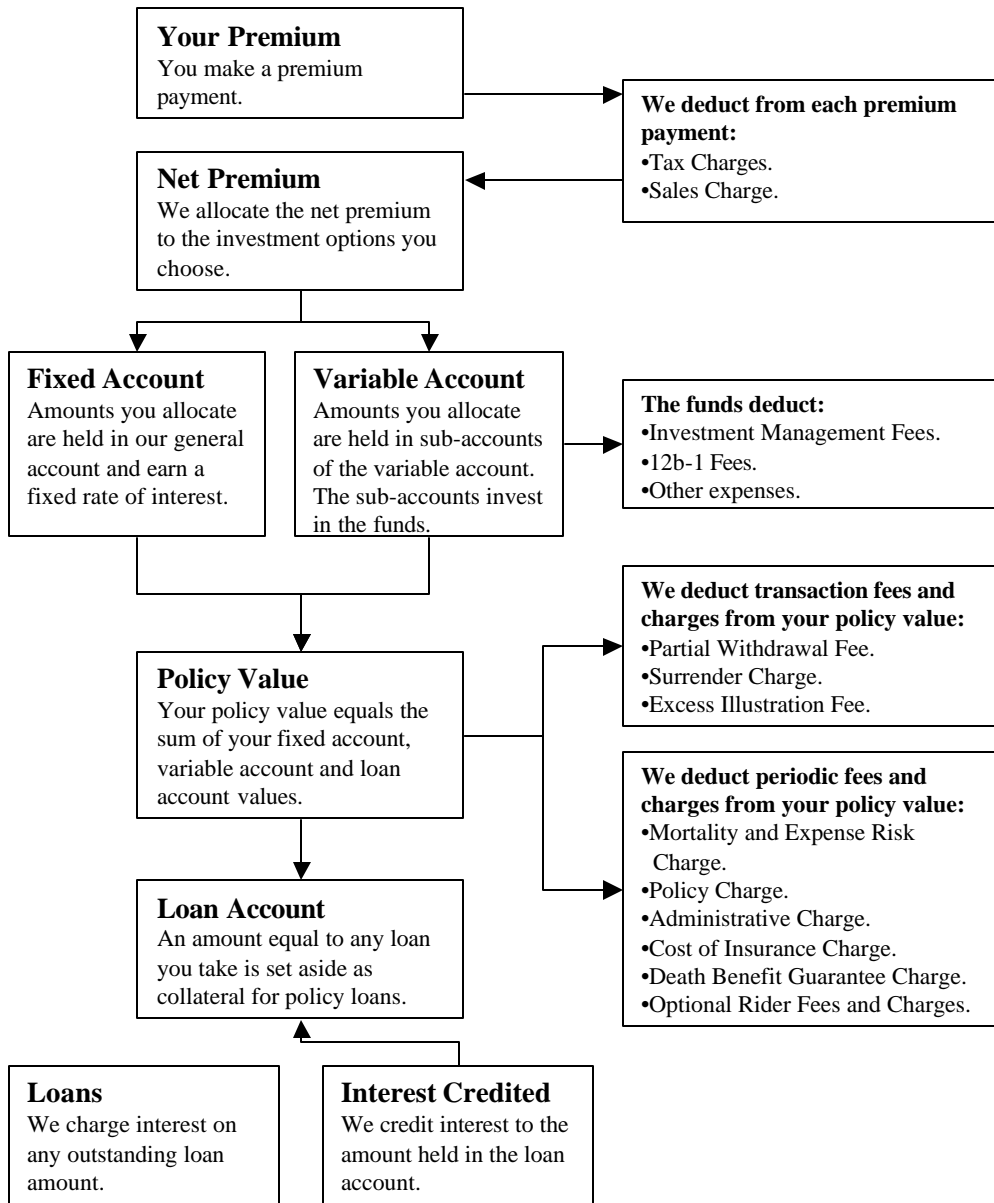 Your Premium
You make a premium
payment.
We deduct from each premium
payment:
•Tax Charges.
•Sales Charge.
Net Premium
We allocate the net premium
to the investment options you
choose.
Fixed Account
Amounts you allocate
are held in our general
account and earn a
fixed rate of interest.
Variable Account
Amounts you allocate
are held in sub-accounts
of the variable account.
The sub-accounts invest
in the funds.
The funds deduct:
•Investment Management Fees.
•12b-1 Fees.
•Other expenses.
We deduct transaction fees and
charges from your policy value:
•Partial Withdrawal Fee.
•Surrender Charge.
•Excess Illustration Fee.
Policy Value
Your policy value equals the
sum of your fixed account,
variable account and loan
account values.
We deduct periodic fees and
charges from your policy value:
•Mortality and Expense Risk
Charge.
•Policy Charge.
•Administrative Charge.
•Cost of Insurance Charge.
•Death Benefit Guarantee Charge.
•Optional Rider Fees and Charges.
Loan Account
An amount equal to any loan
you take is set aside as
collateral for policy loans.
Loans
We charge interest on
any outstanding loan
amount.
Interest Credited
We credit interest to the
amount held in the loan
account.